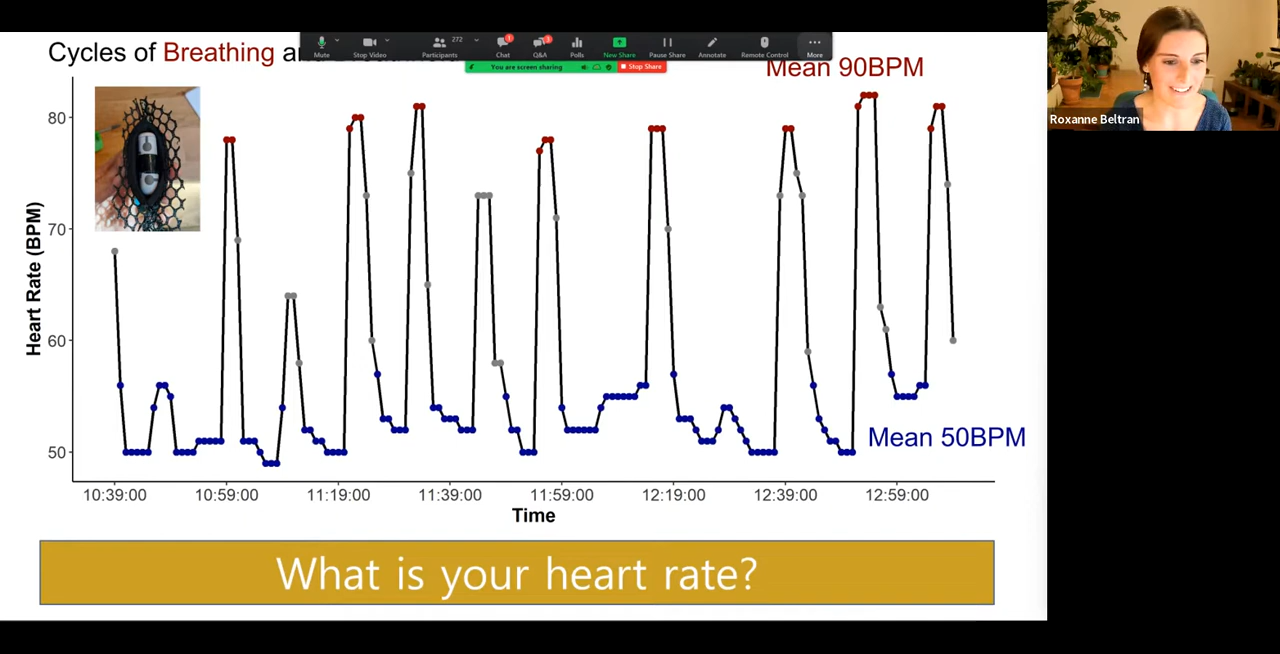 Cycles of Breathing
Mute
Stop Video
Participants
272
Chat
1
Q&A
3
Polls
New Share
Pause Share
Annotate
Remote Control
More
You are screen sharing
Stop Share
Mean 90BPM
Roxanne Beltran
Heart Rate (BPM)
80
70
60
50
Mean 50BPM
10:39:00
10:59:00
11:19:00
11:39:00
11:59:00
12:19:00
12:39:00
12:59:00
Time
What is your heart rate?